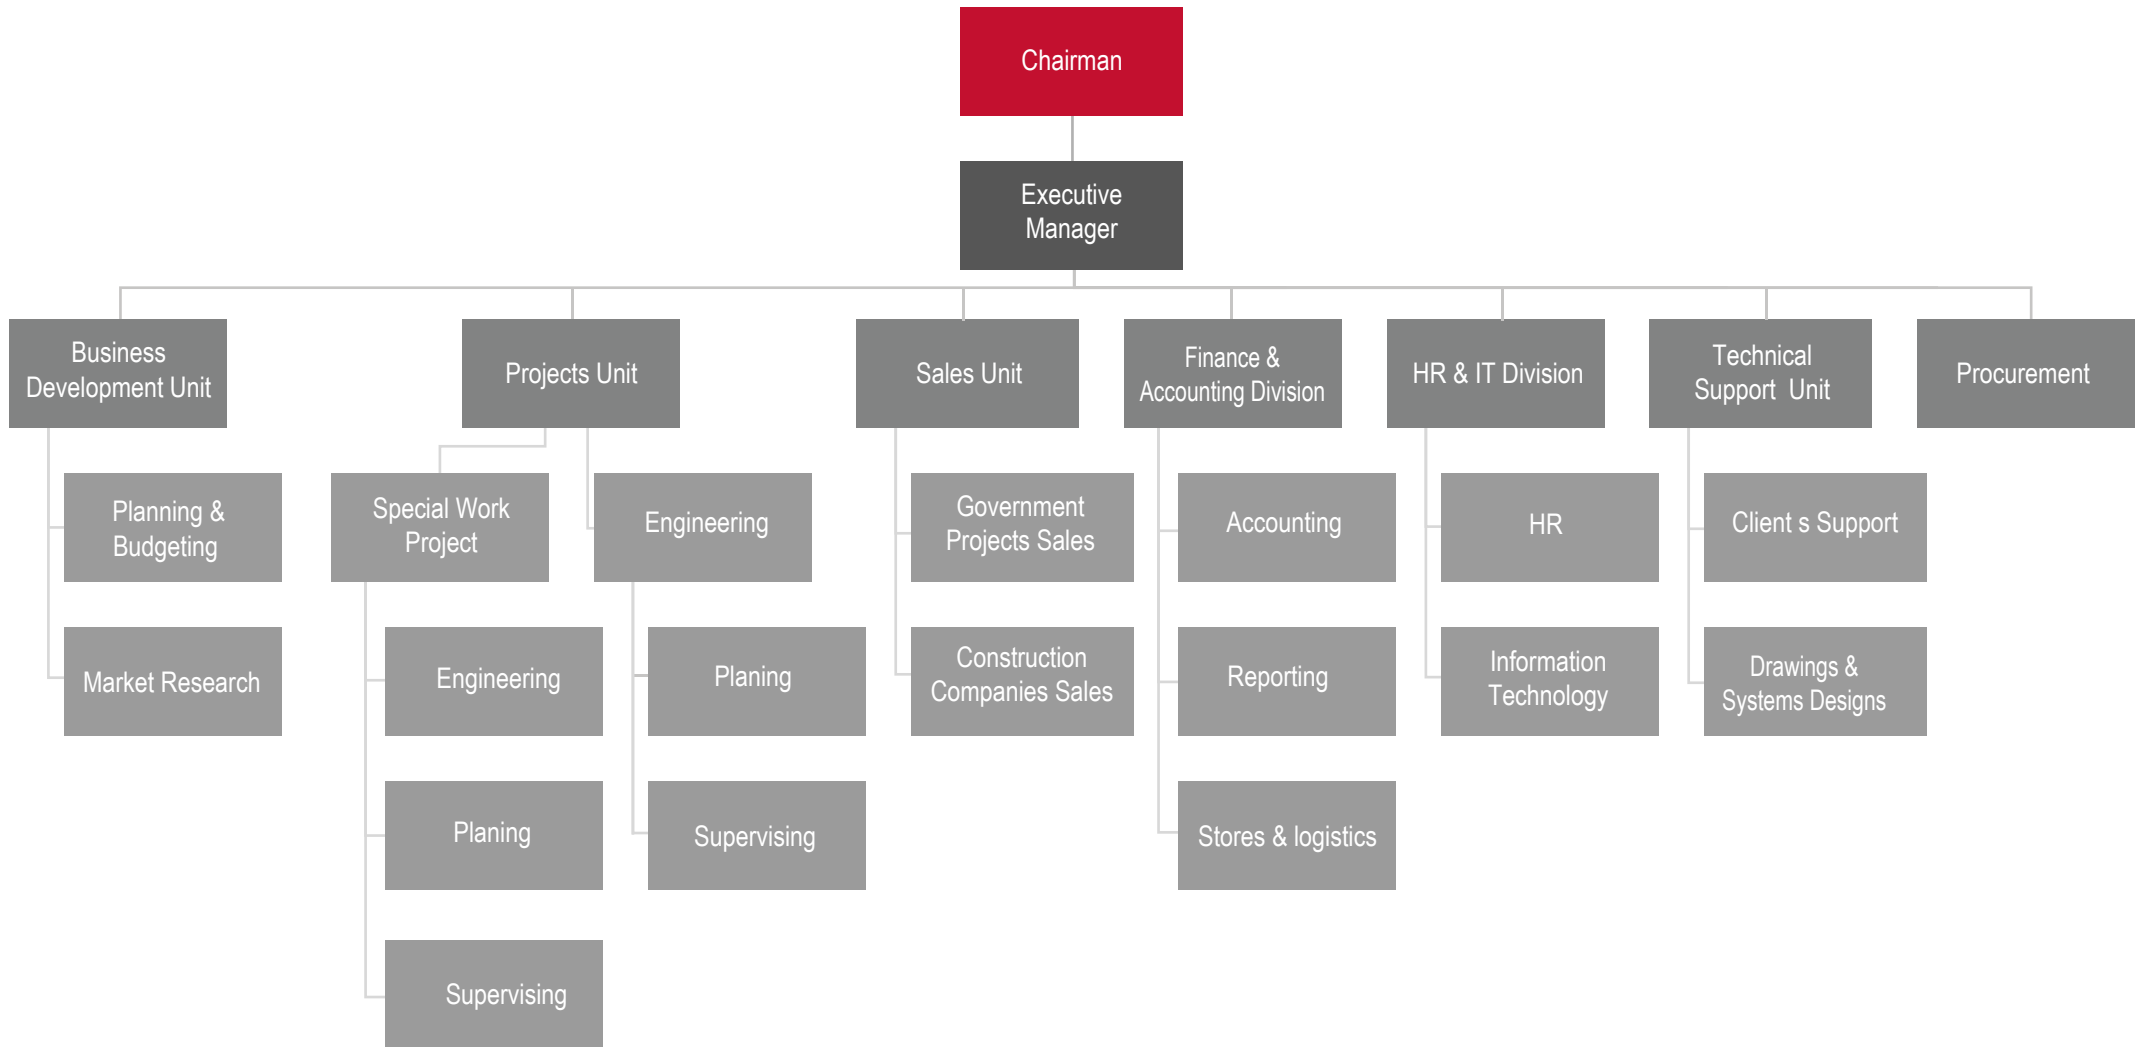 Chairman
Executive
Manager
Business
Development Unit
Projects Unit
Sales Unit
Finance &
Accounting Division
HR & IT Division
Technical
Support  Unit
Procurement
Planning &
Budgeting
Special Work
Project
Engineering
Government
Projects Sales
Accounting
HR
Client s Support
Market Research
Engineering
Planing
Construction
Companies Sales
Reporting
Information
Technology
Drawings &
Systems Designs
Planing
Supervising
Stores & logistics
Supervising